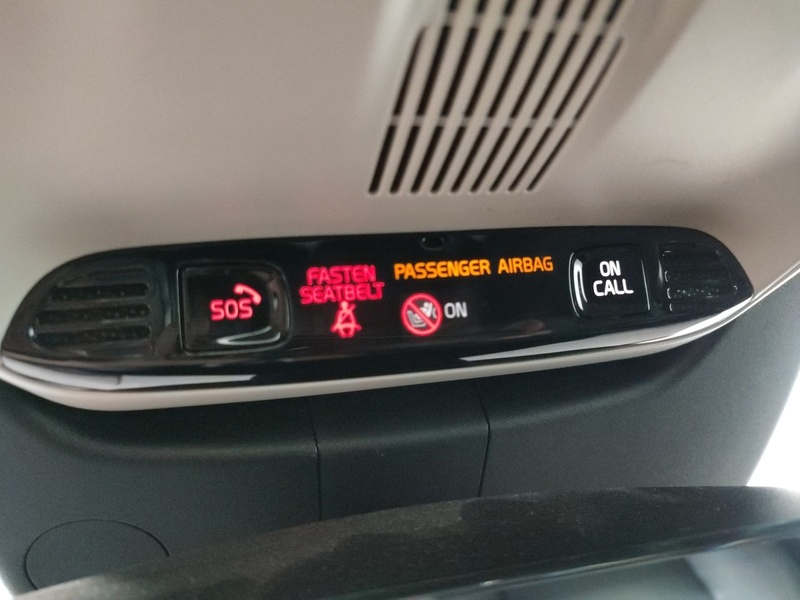 SOS
FASTEN
SEATBELT
PASSENGER AIRBAG
ON
ON
CALL